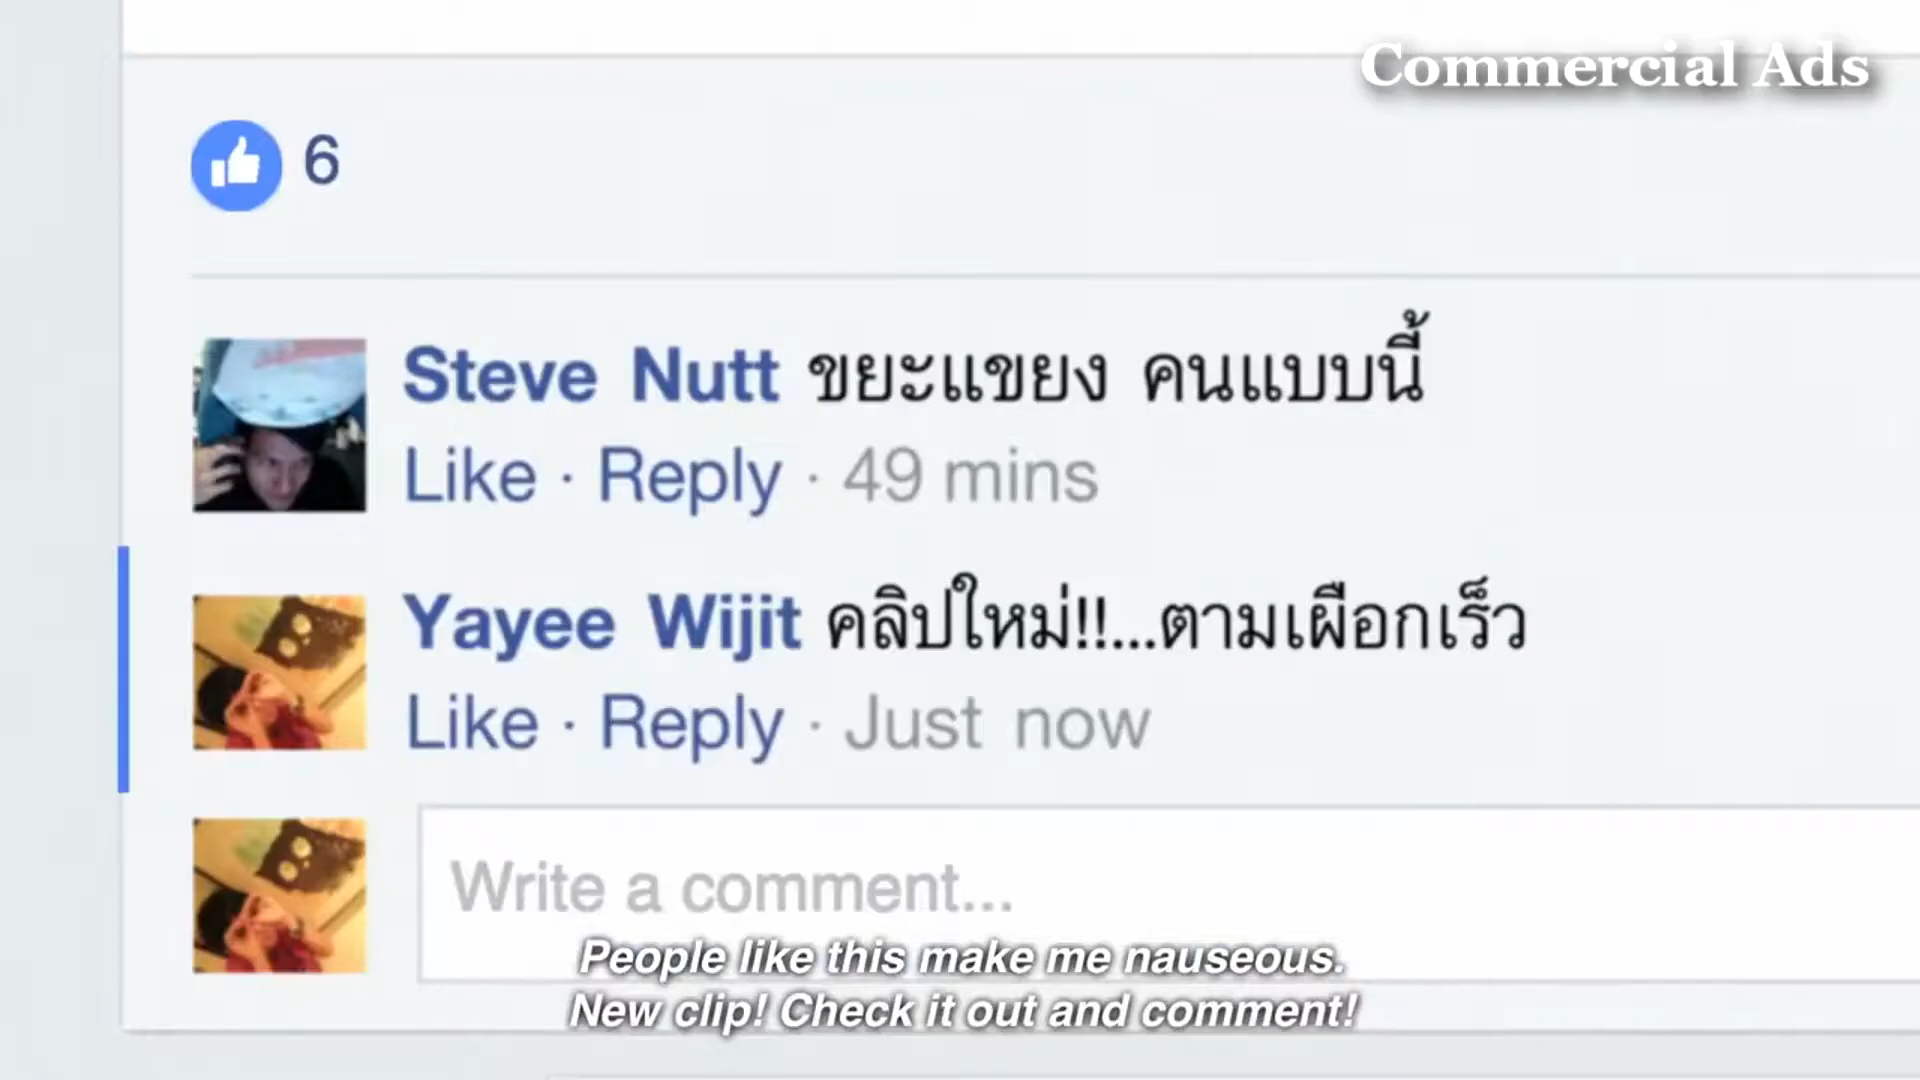 Commercial Ads
6
Steve Nutt ขยะแขยง คนแบบนี้
Like · Reply · 49 mins
Yayee Wijit คลิปใหม่!!...ตามเผือกเร็ว
Like · Reply · Just now
Write a comment...
People like this make me nauseous.
New clip! Check it out and comment!